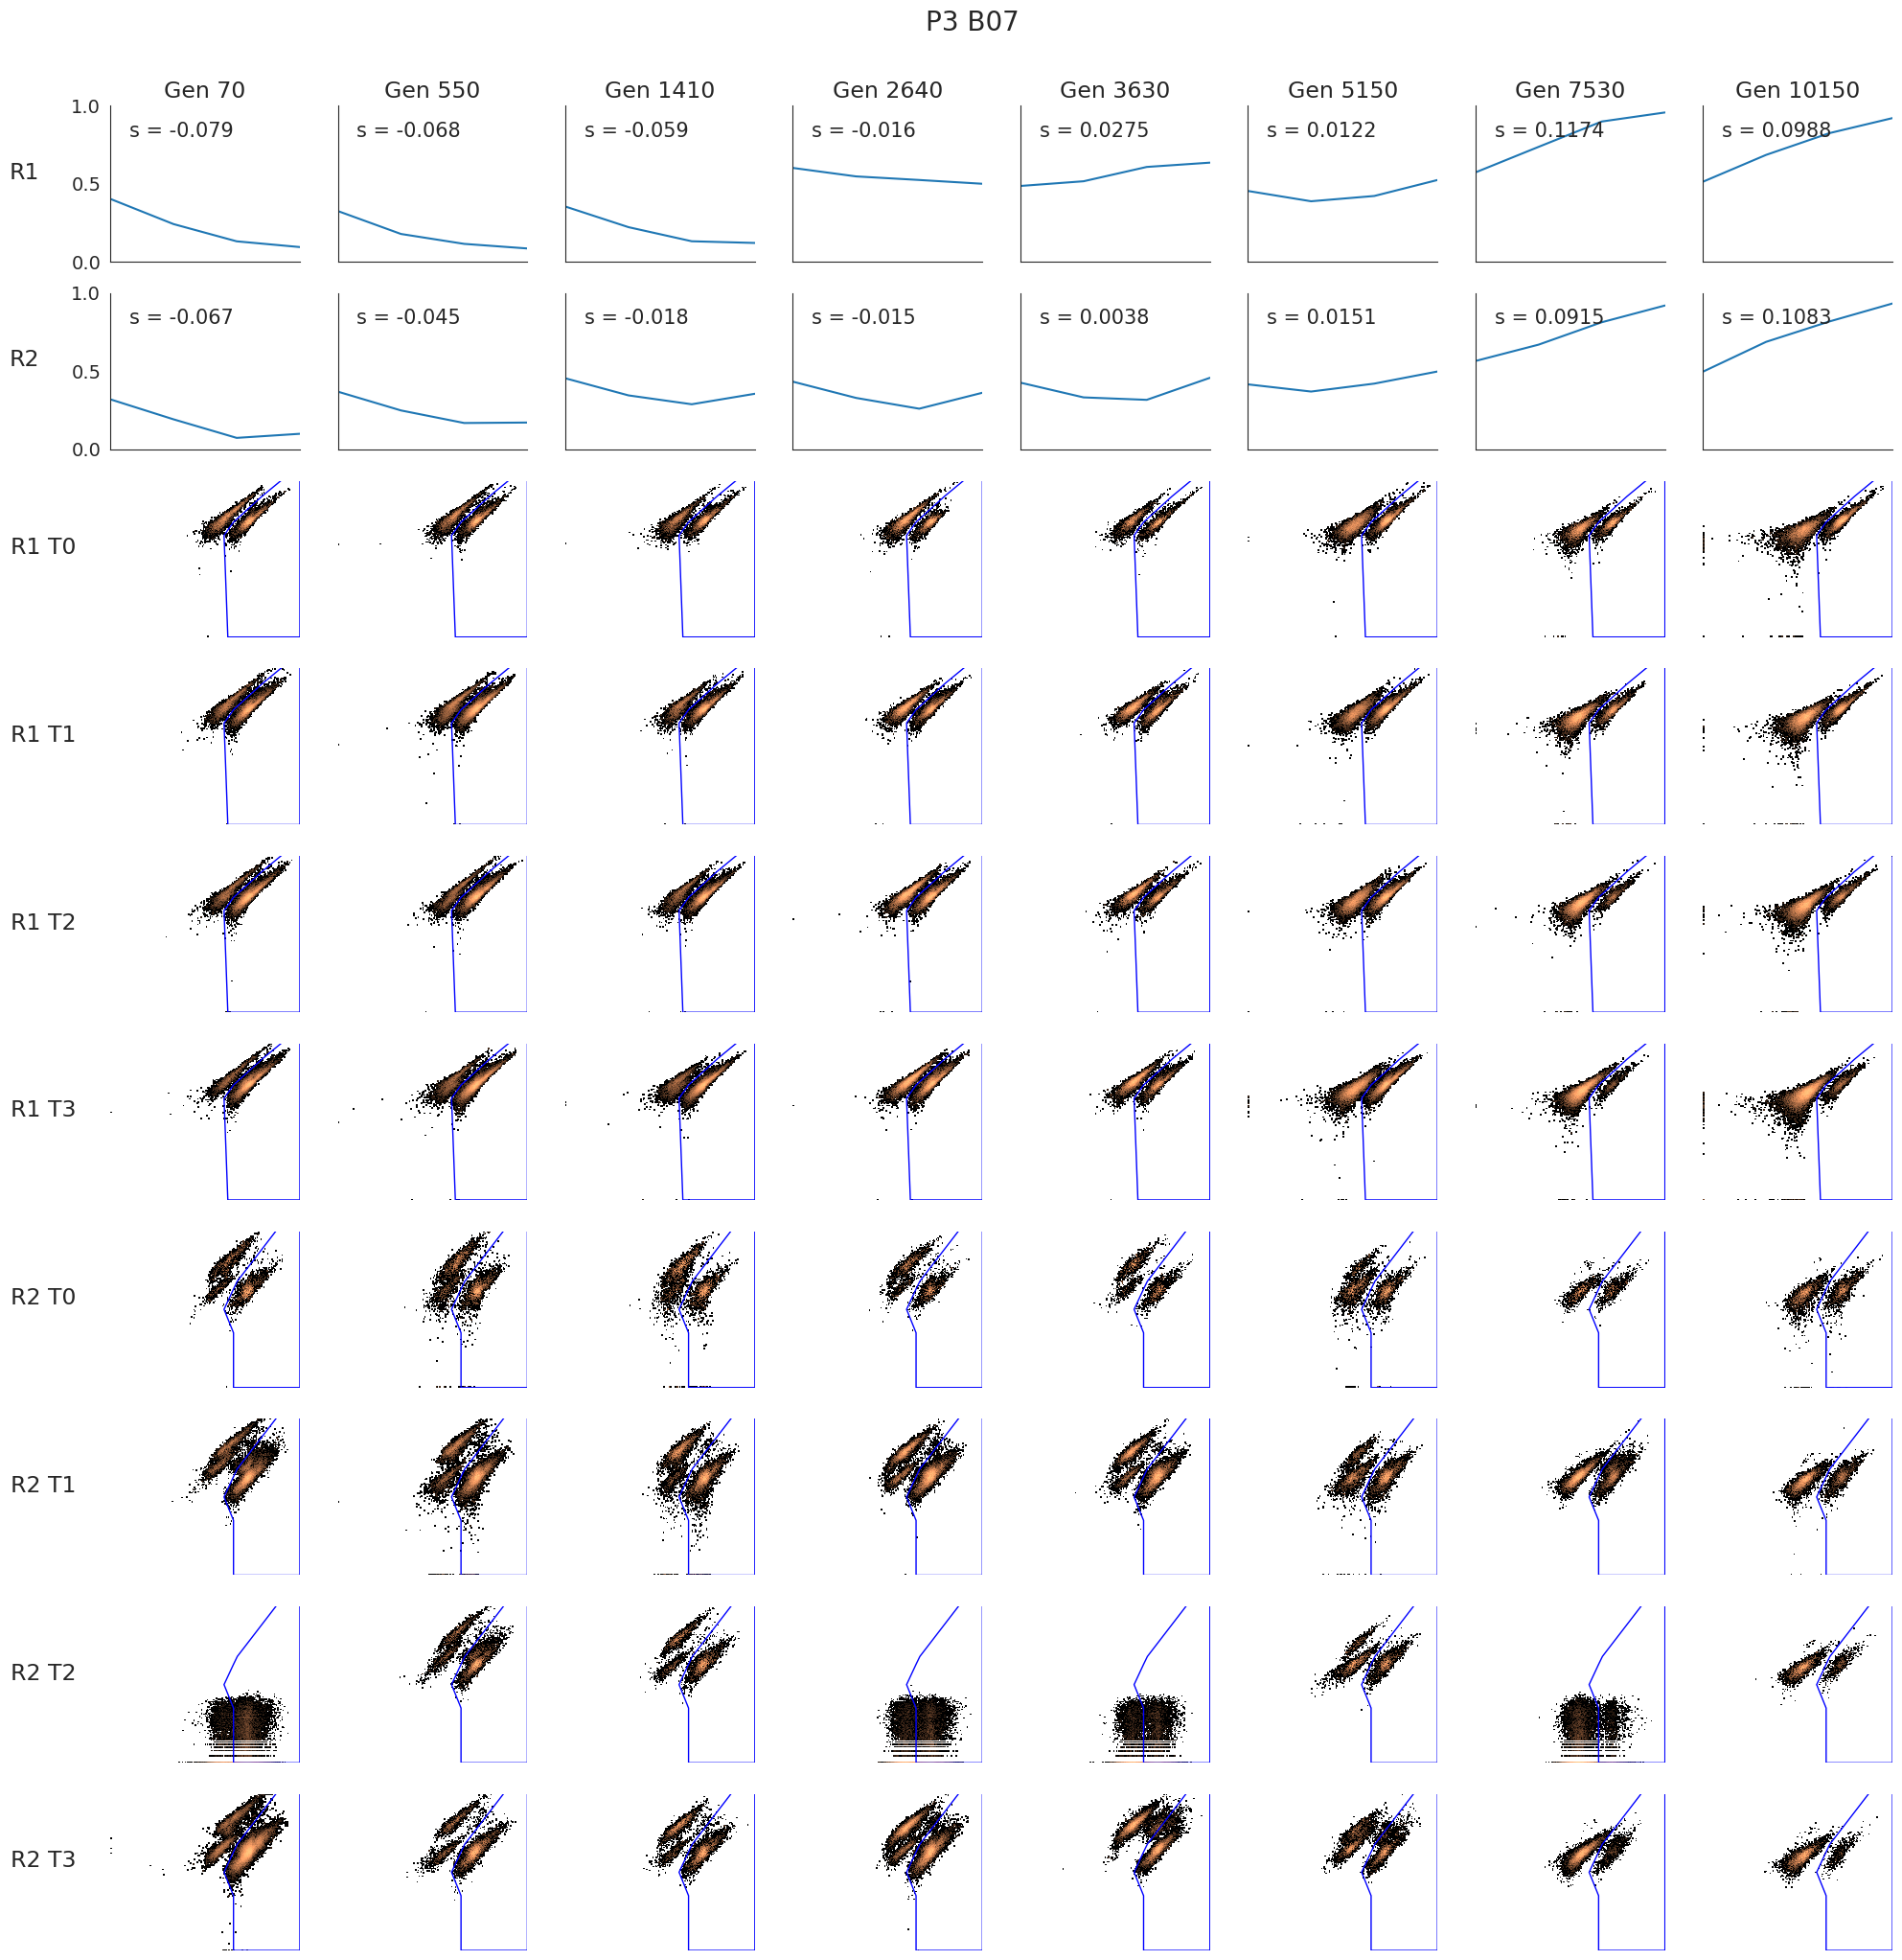 P3 B07
Gen 70 Gen 550 Gen 1410 Gen 2640 Gen 3630 Gen 5150 Gen 7530 Gen 10150
1.0
s = -0.079 s = -0.068 s = -0.059 s = -0.016 s = 0.0275 s = 0.0122 s = 0.1174 s = 0.0988
R1
0.5
0.0
1.0
s = -0.067 s = -0.045 s = -0.018 s = -0.015 s = 0.0038 s = 0.0151 s = 0.0915 s = 0.1083
R2
0.5
0.0
R1 T0
R1 T1
R1 T2
R1 T3
R2 T0
R2 T1
R2 T2
R2 T3